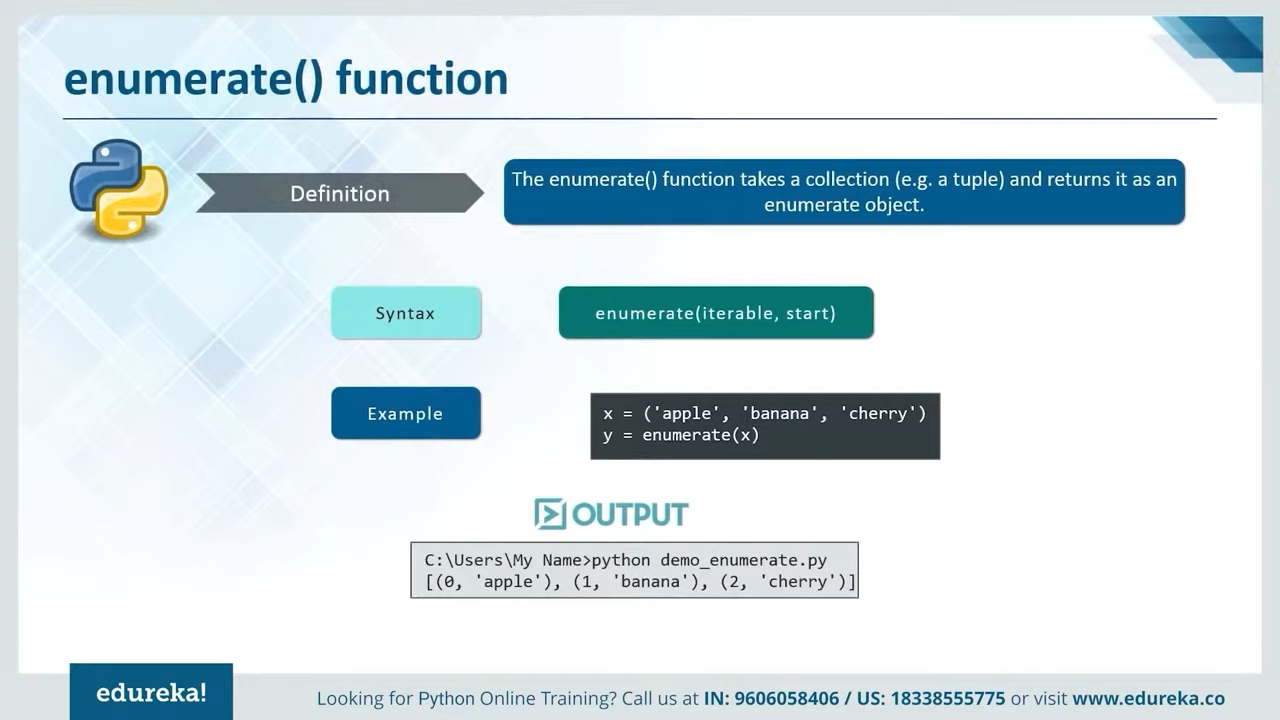 enumerate() function
Definition
The enumerate() function takes a collection (e.g. a tuple) and returns it as an
enumerate object.
Syntax
enumerate(iterable, start)
Example
x = ('apple', 'banana', 'cherry')
y = enumerate(x)
OUTPUT
C:\Users\My Name>python demo_enumerate.py
[(0, 'apple'), (1, 'banana'), (2, 'cherry')]
edureka!
Looking for Python Online Training? Call us at IN: 9606058406 / US: 18338555775 or visit www.edureka.co